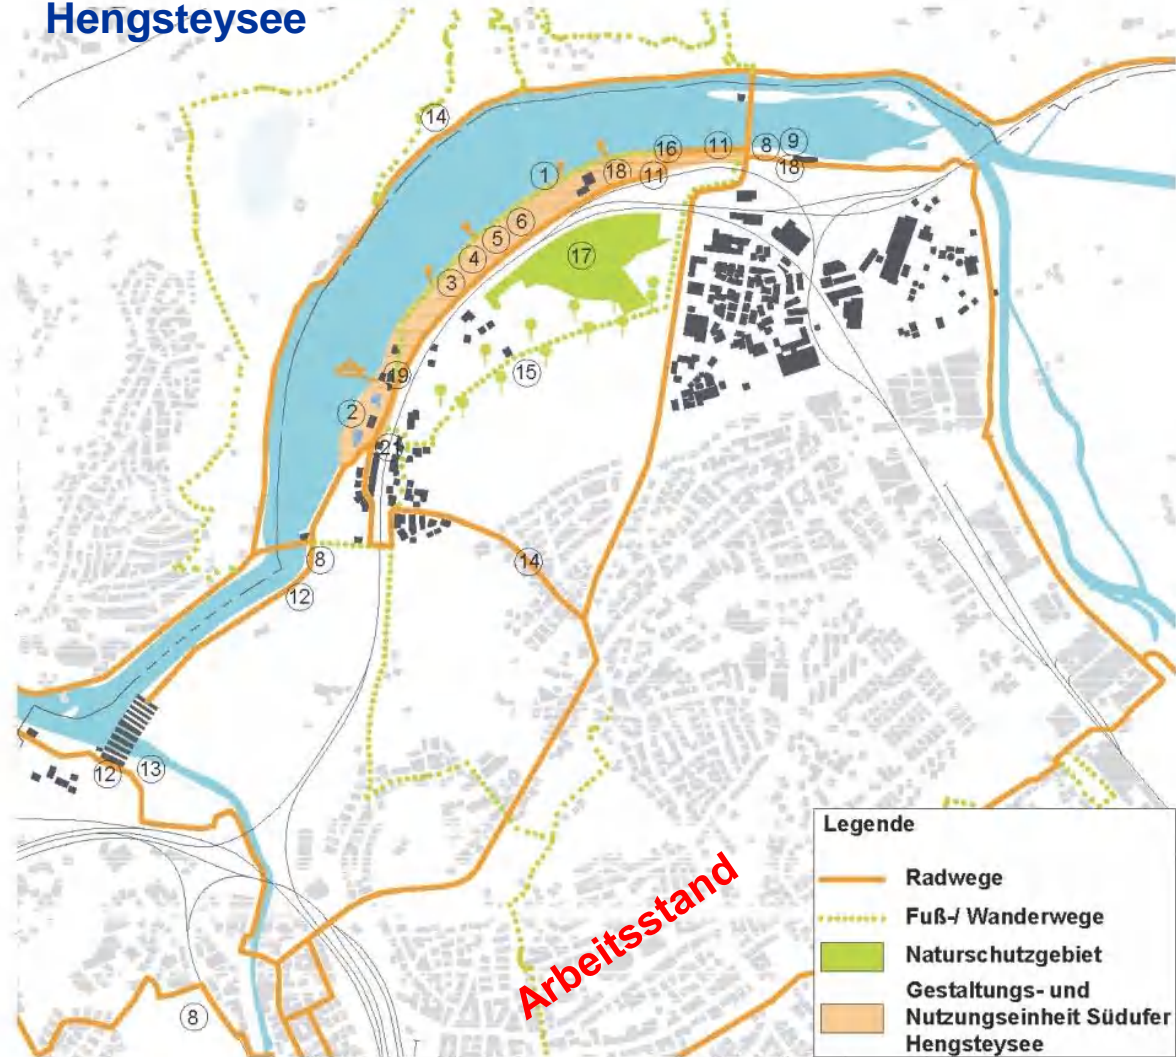 Hengsteysee
14
16
11
8
9
1
18
11
18
6
5
4
17
3
15
19
2
21
8
14
12
12
13
8
Arbeitsstand
Legende
Radwege
Fuß-/ Wanderwege
Naturschutzgebiet
Gestaltungs- und
Nutzungseinheit Südufer
Hengsteysee